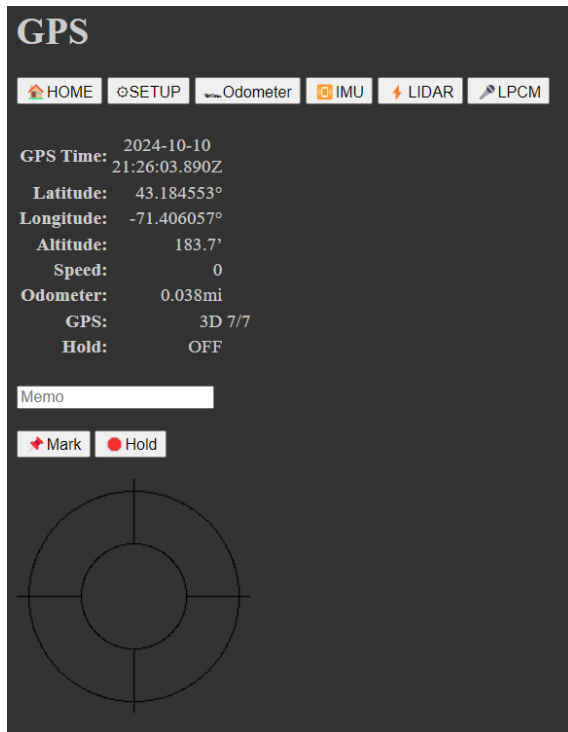 GPS
🏠HOME ⚙SETUP 🏎Odometer 📳IMU ⚡LIDAR 🎤LPCM
GPS Time: 2024-10-10
21:26:03.890Z
Latitude: 43.184553°
Longitude: -71.406057°
Altitude: 183.7’
Speed: 0
Odometer: 0.038mi
GPS: 3D 7/7
Hold: OFF
Memo
📌Mark 🛑Hold